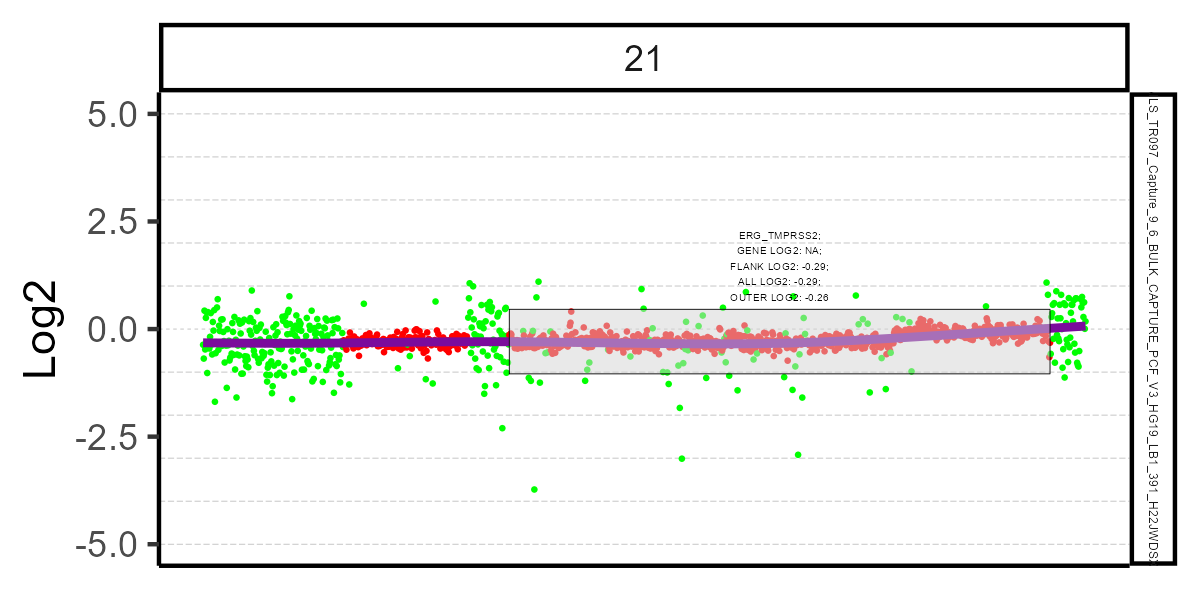 21
5.0
2.5
0.0
-2.5
-5.0
Log2
ERG_TMPRSS2;
GENE LOG2: NA;
FLANK LOG2: -0.29;
ALL LOG2: -0.29;
OUTER LOG2: -0.26
LS_TR097_Capture_9_6_BULK_CAPTURE_PCF_V3_HG19_LB1_391_H22JWDS